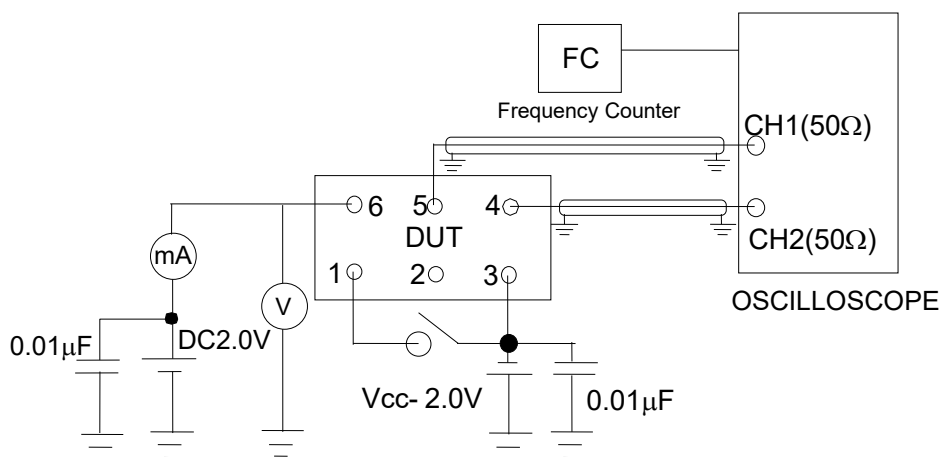 FC
Frequency Counter
CH1(50Ω)
6
5
4
DUT
CH2(50Ω)
mA
1
2
3
OSCILLOSCOPE
V
0.01μF
DC2.0V
Vcc- 2.0V
0.01μF